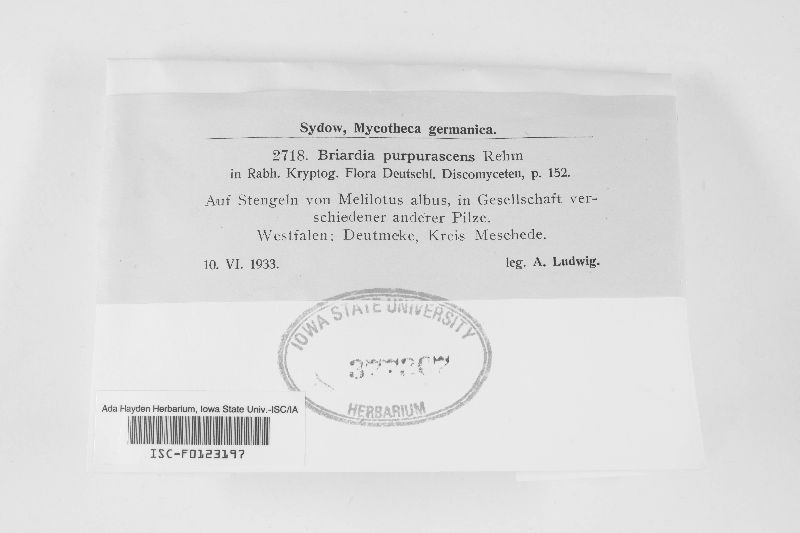 Sydow, Mycotheca germanica.
2718. Briardia purpurascens Rehm
in Rabh. Kryptog. Flora Deutschl. Discomyceten, p. 152.
Auf Stengeln von Melilotus albus, in Gesellschaft ver-
schiedener anderer Pilze.
Westfalen: Deutmeke, Kreis Meschede.
10. VI. 1933. leg. A. Ludwig.
IOWA STATE UNIVERSITY
HERBARIUM
Ada Hayden Herbarium, Iowa State Univ.-ISC/IA
ISC-F0123197